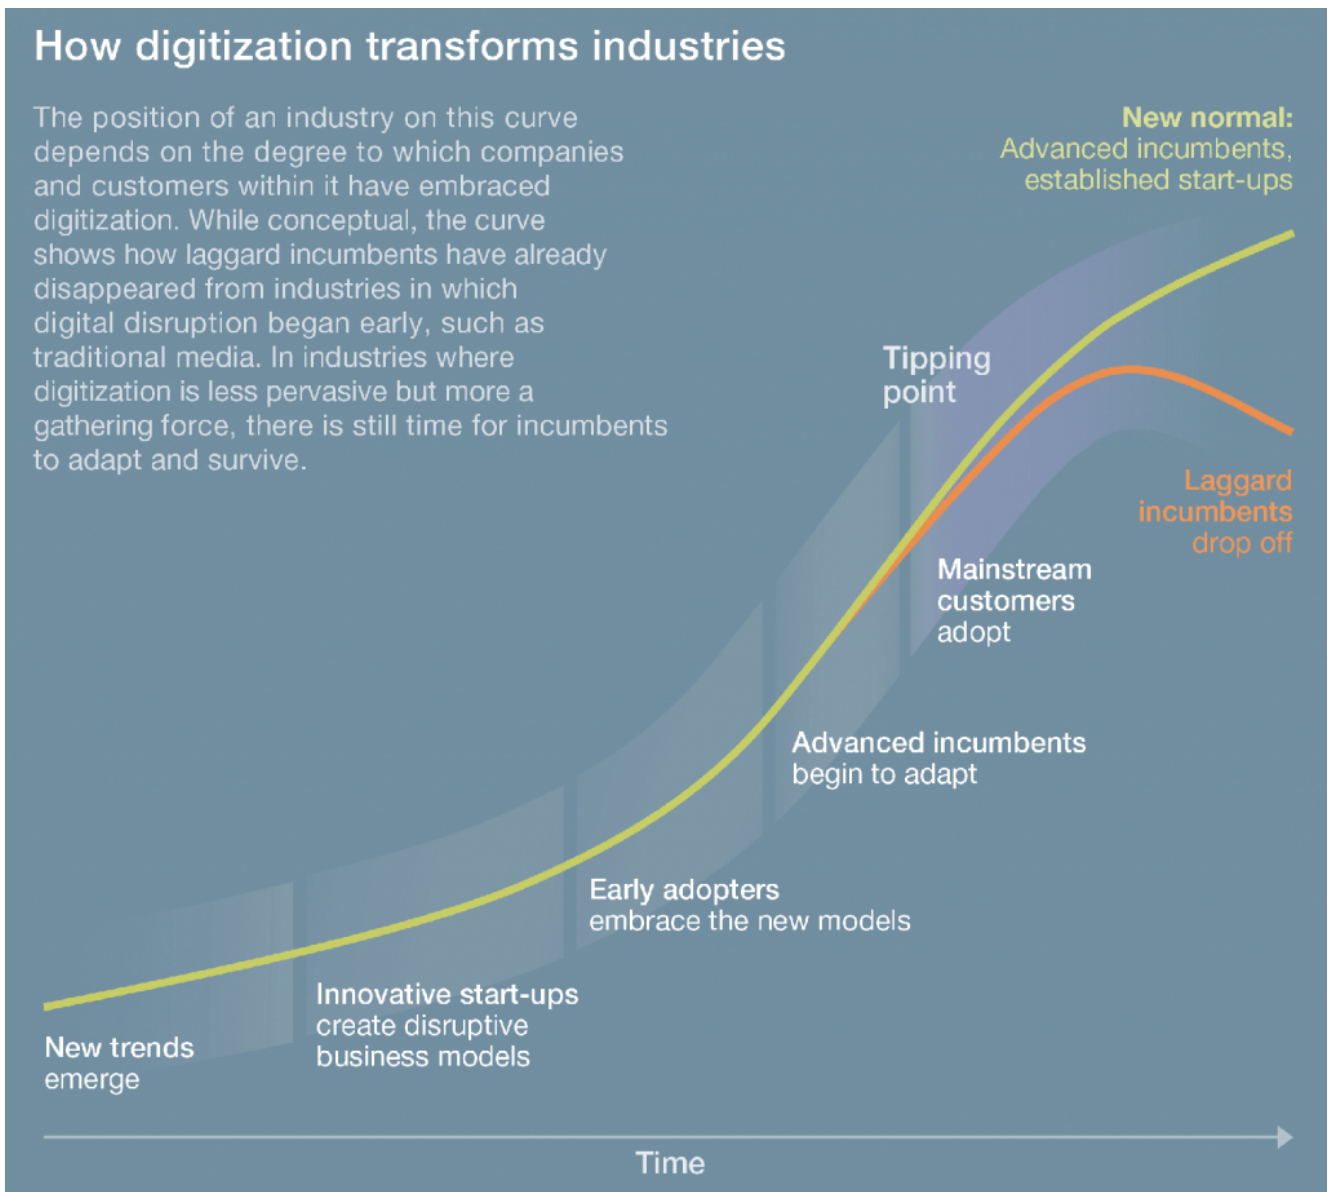 How digitization transforms industries
The position of an industry on this curve
depends on the degree to which companies
and customers within it have embraced
digitization. While conceptual, the curve
shows how laggard incumbents have already
disappeared from industries in which
digital disruption began early, such as
traditional media. In industries where
digitization is less pervasive but more a
gathering force, there is still time for incumbents
to adapt and survive.
New normal:
Advanced incumbents,
established start-ups
Tipping
point
Laggard
incumbents
drop off
Mainstream
customers
adopt
Advanced incumbents
begin to adapt
Early adopters
embrace the new models
Innovative start-ups
create disruptive
business models
New trends
emerge
Time